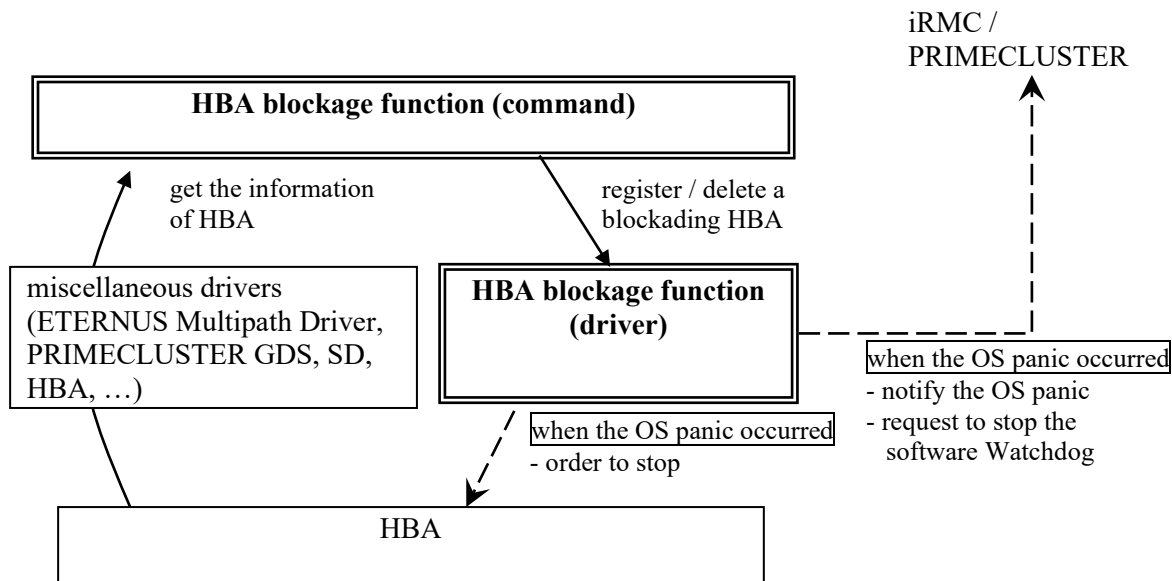 iRMC /
PRIMECLUSTER
HBA blockage function (command)
get the information
of HBA
register / delete a
blockading HBA
miscellaneous drivers
(ETERNUS Multipath Driver,
PRIMECLUSTER GDS, SD,
HBA, …)
HBA blockage function
(driver)
when the OS panic occurred
- notify the OS panic
- request to stop the
software Watchdog
when the OS panic occurred
- order to stop
HBA